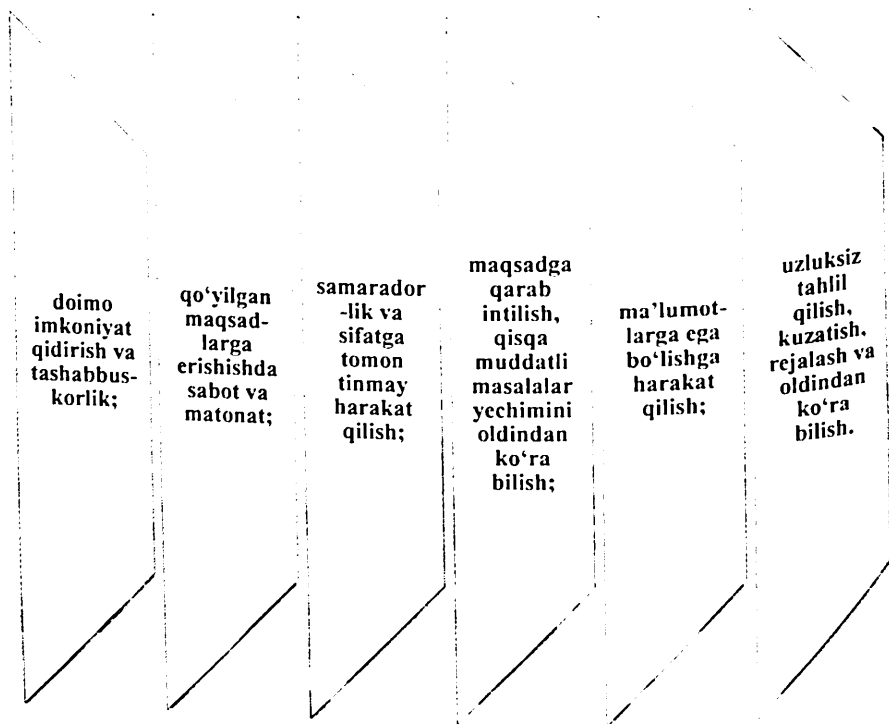 doimo
imkoniyat
qidirish va
tashabbus-
korlik;
qo‘yilgan
maqsad-
larga
erishishda
sabot va
matonat;
samarador
-lik va
sifatga
tomon
tinmay
harakat
qilish;
maqsadga
qarab
intilish,
qisqa
muddatli
masalalar
yechimini
oldindan
ko‘ra
bilish;
ma’lumot-
larga ega
bo‘lishga
harakat
qilish;
uzluksiz
tahlil
qilish,
kuzatish,
rejalash va
oldindan
ko‘ra
bilish.